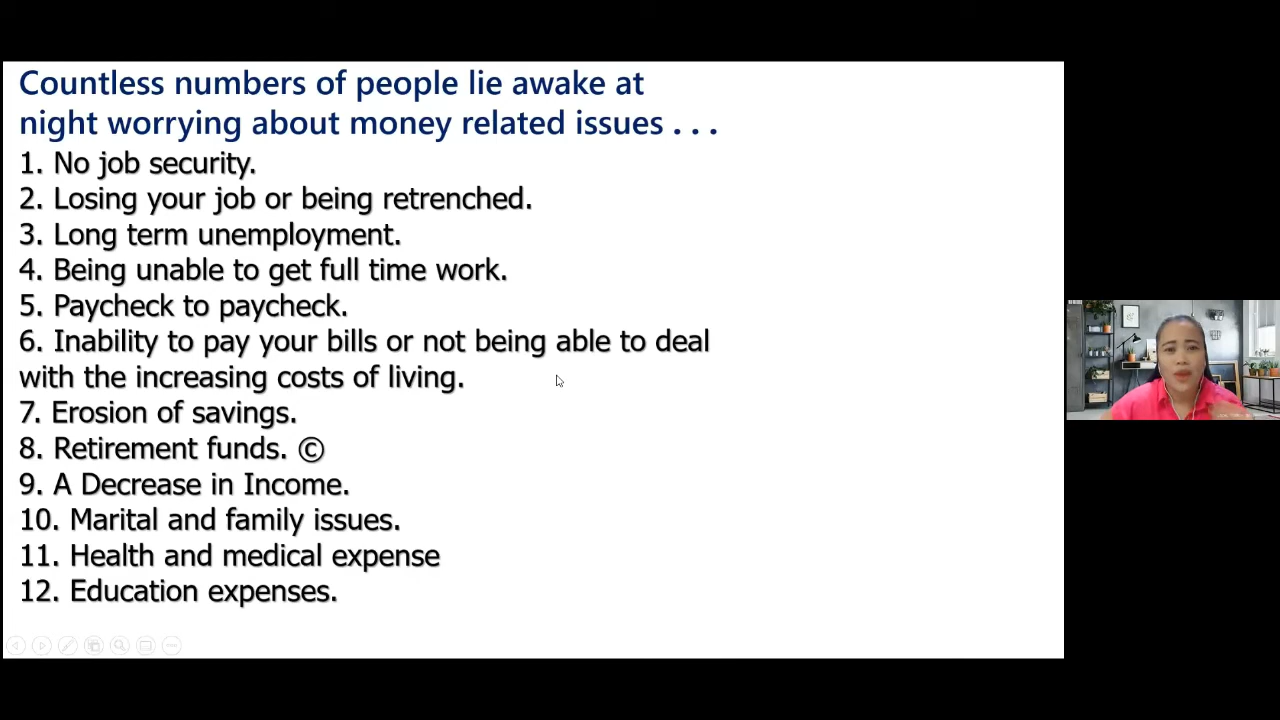 Countless numbers of people lie awake at
night worrying about money related issues . . .
1. No job security.
2. Losing your job or being retrenched.
3. Long term unemployment.
4. Being unable to get full time work.
5. Paycheck to paycheck.
6. Inability to pay your bills or not being able to deal
with the increasing costs of living.
7. Erosion of savings.
8. Retirement funds. ©
9. A Decrease in Income.
10. Marital and family issues.
11. Health and medical expense
12. Education expenses.